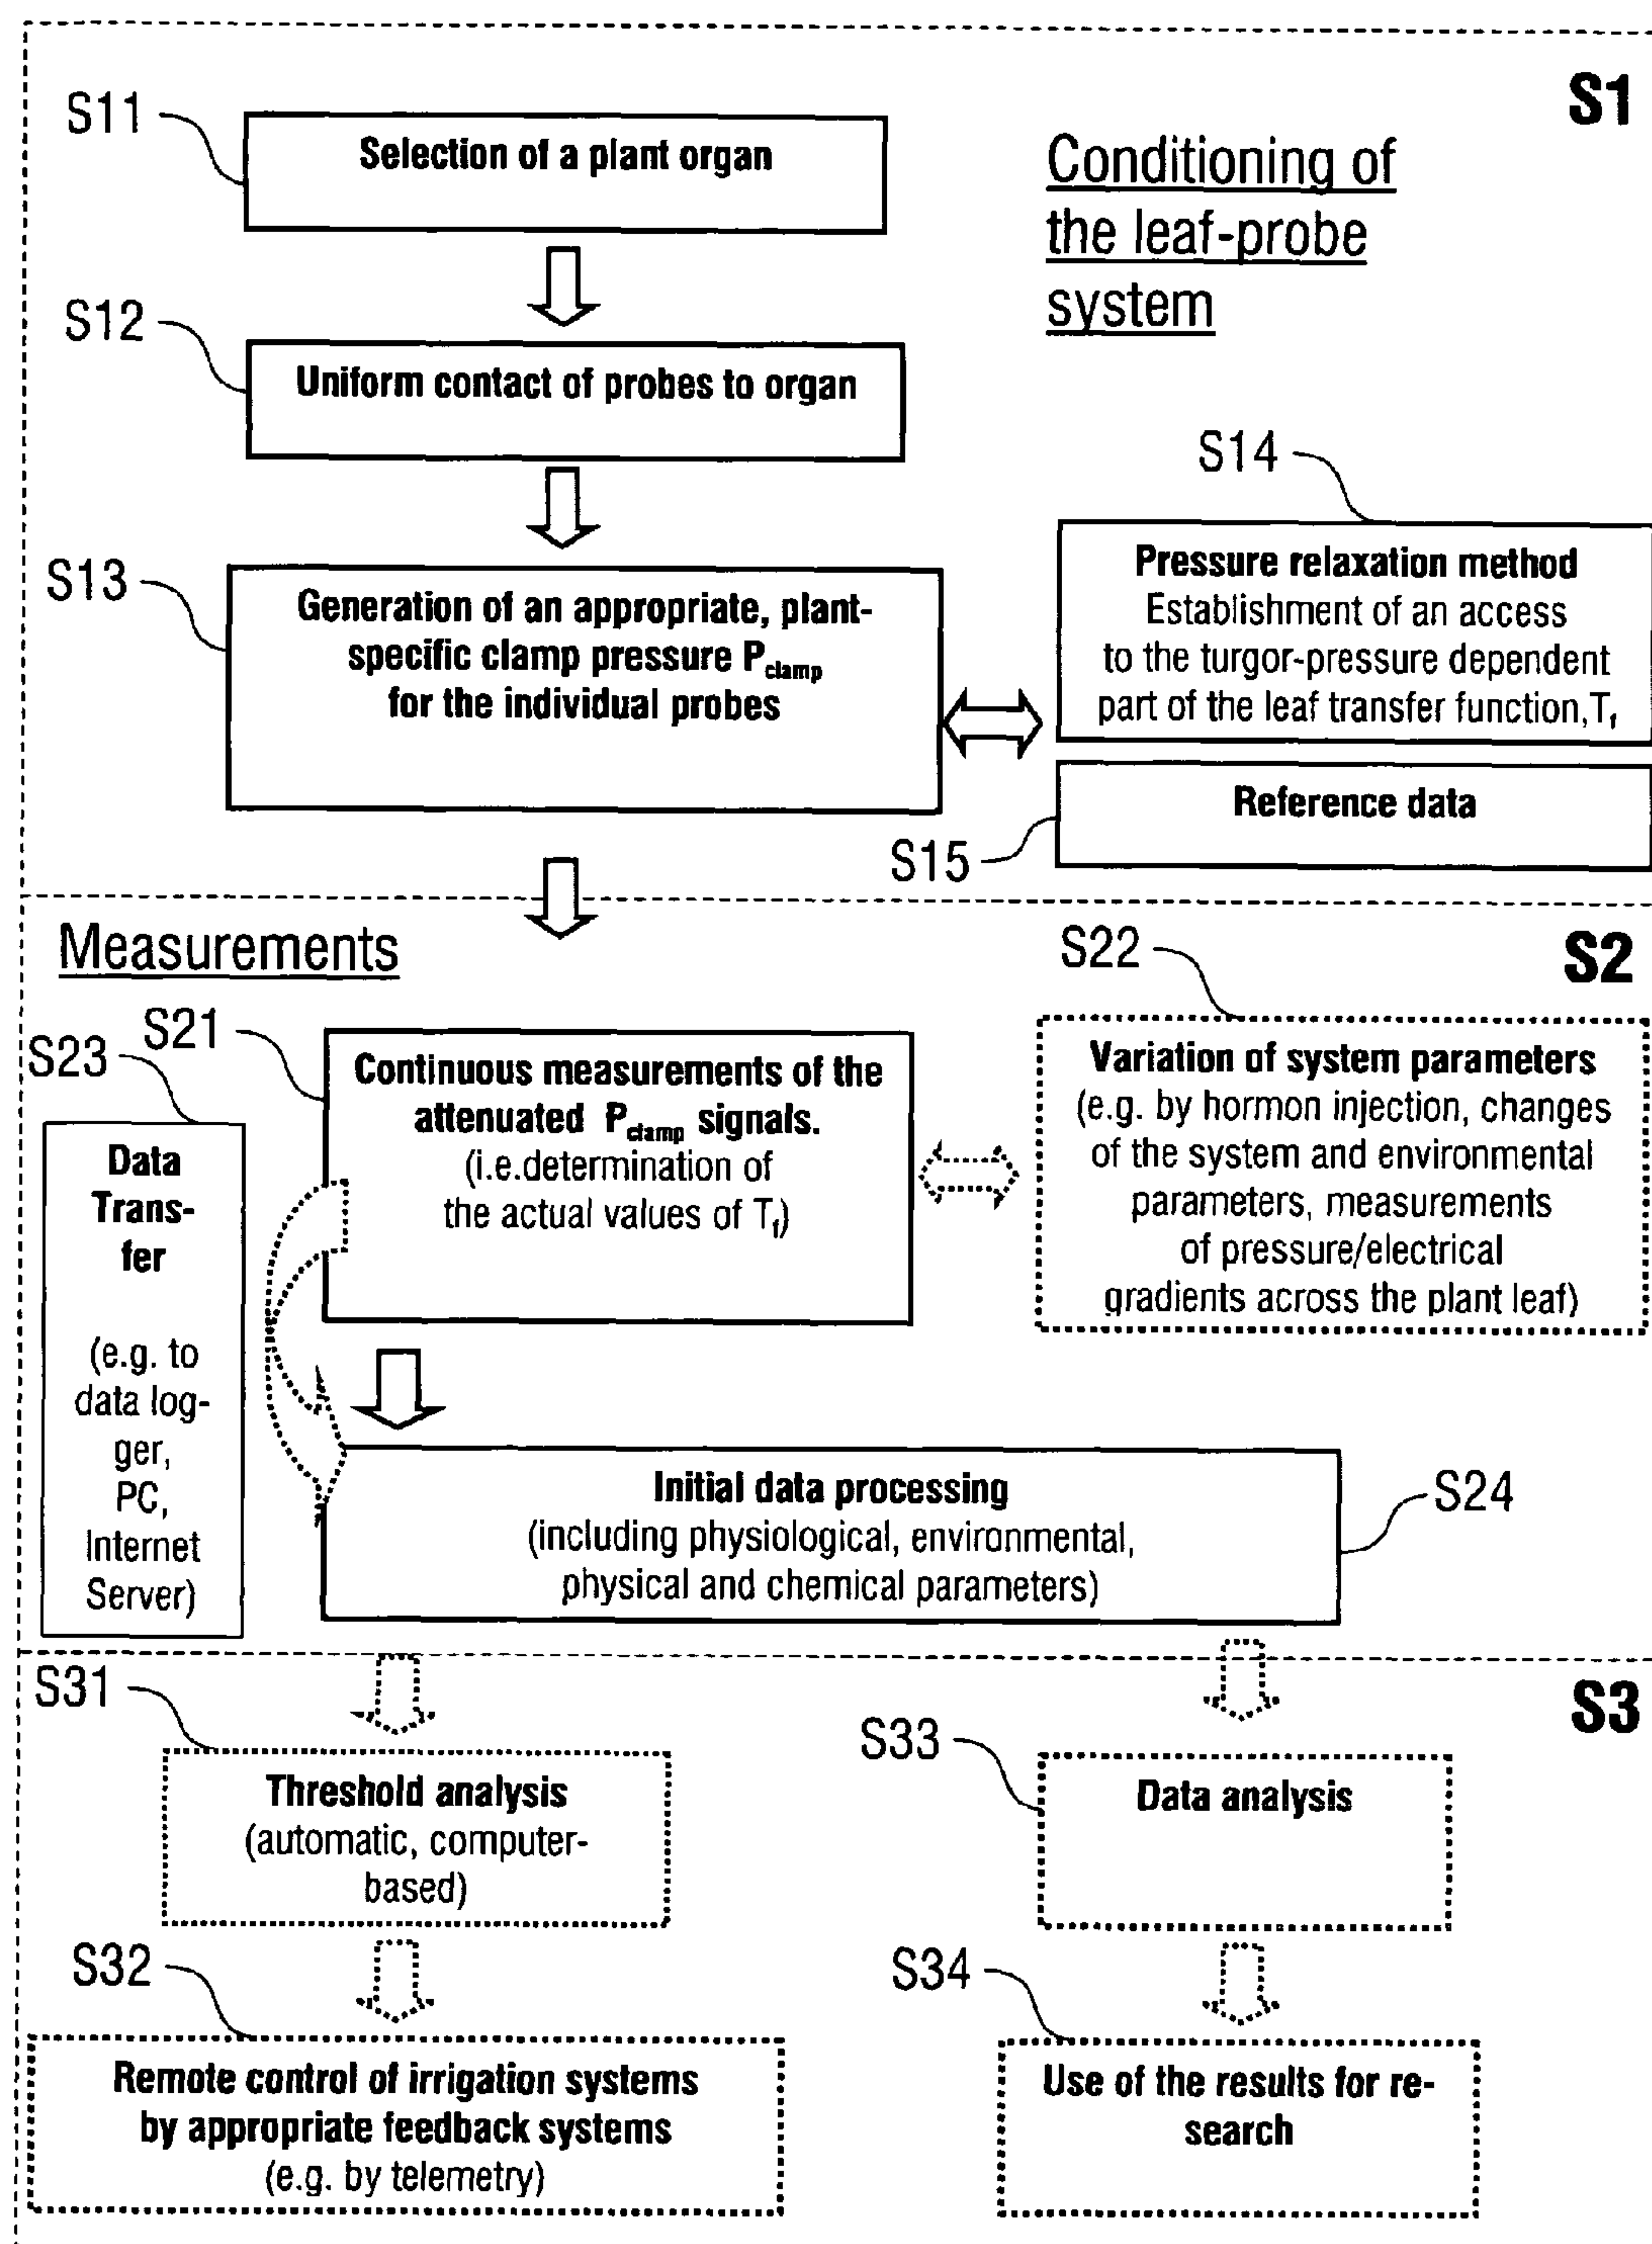 S1
S11
Selection of a plant organ
Conditioning of
the leaf-probe
system
S12
Uniform contact of probes to organ
S13
Generation of an appropriate, plant-
specific clamp pressure Pclamp
for the individual probes
S14
Pressure relaxation method
Establishment of an access
to the turgor-pressure dependent
part of the leaf transfer function,Tf
S15
Reference data
Measurements
S2
S21
Continuous measurements of the
attenuated Pclamp signals.
(i.e.determination of
the actual values of Tf)
S22
Variation of system parameters
(e.g. by hormon injection, changes
of the system and environmental
parameters, measurements
of pressure/electrical
gradients across the plant leaf)
S23
Data
Trans-
fer
(e.g. to
data log-
ger,
PC,
Internet
Server)
S24
Initial data processing
(including physiological, environmental,
physical and chemical parameters)
S3
S31
Threshold analysis
(automatic, computer-
based)
S32
Remote control of irrigation systems
by appropriate feedback systems
(e.g. by telemetry)
S33
Data analysis
S34
Use of the results for re-
search